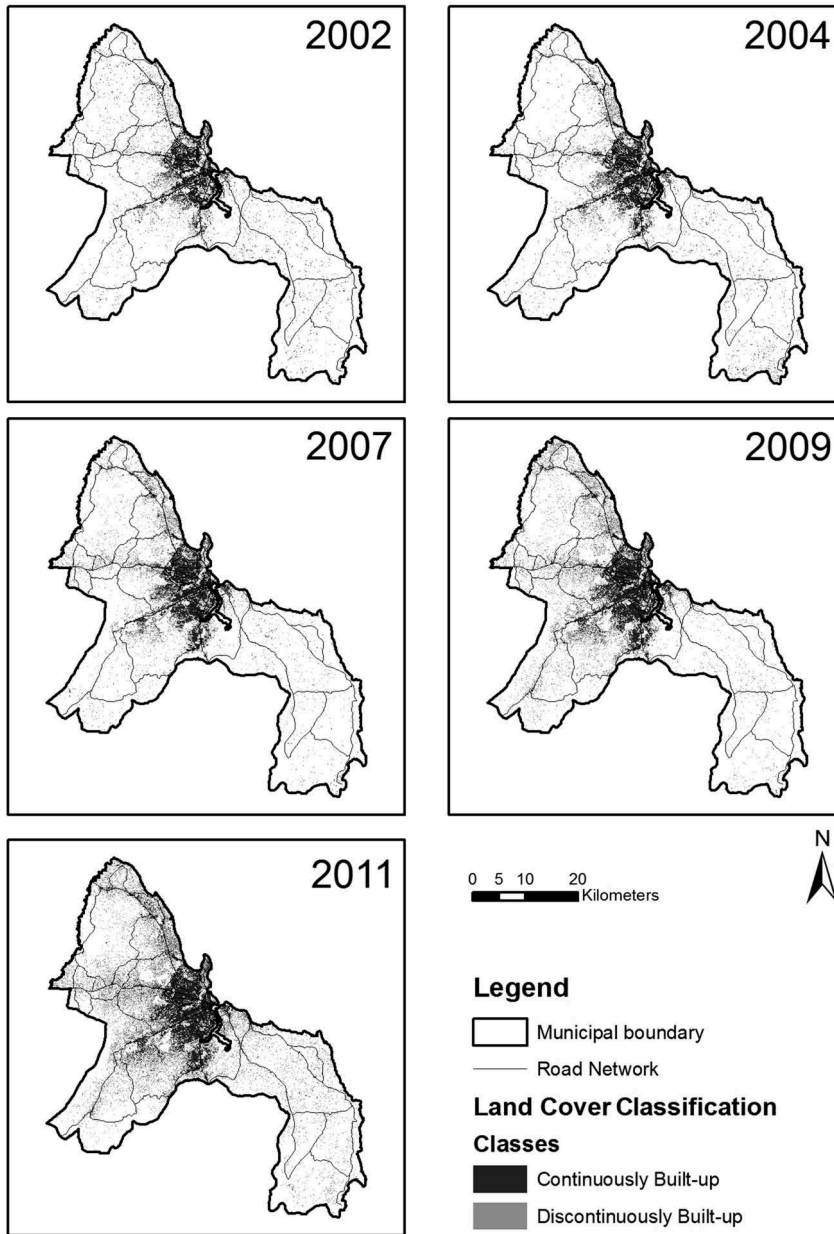 2002
2004
2007
2009
2011
N
0 5 10 20
Kilometers
Legend
Municipal boundary
Road Network
Land Cover Classification
Classes
Continuously Built-up
Discontinuously Built-up